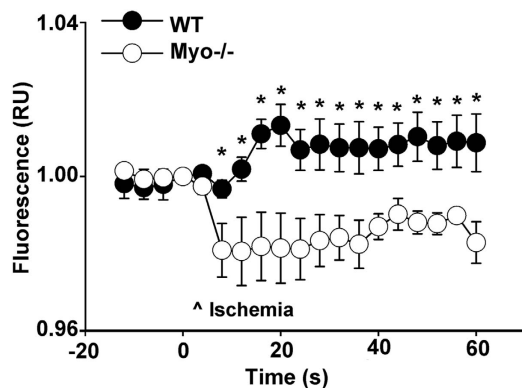 1.04
WT
Myo-/-
Fluorescence (RU)
1.00
* * * * * * * * * * * * * *
^ Ischemia
0.96
-20 0 20 40 60
Time (s)